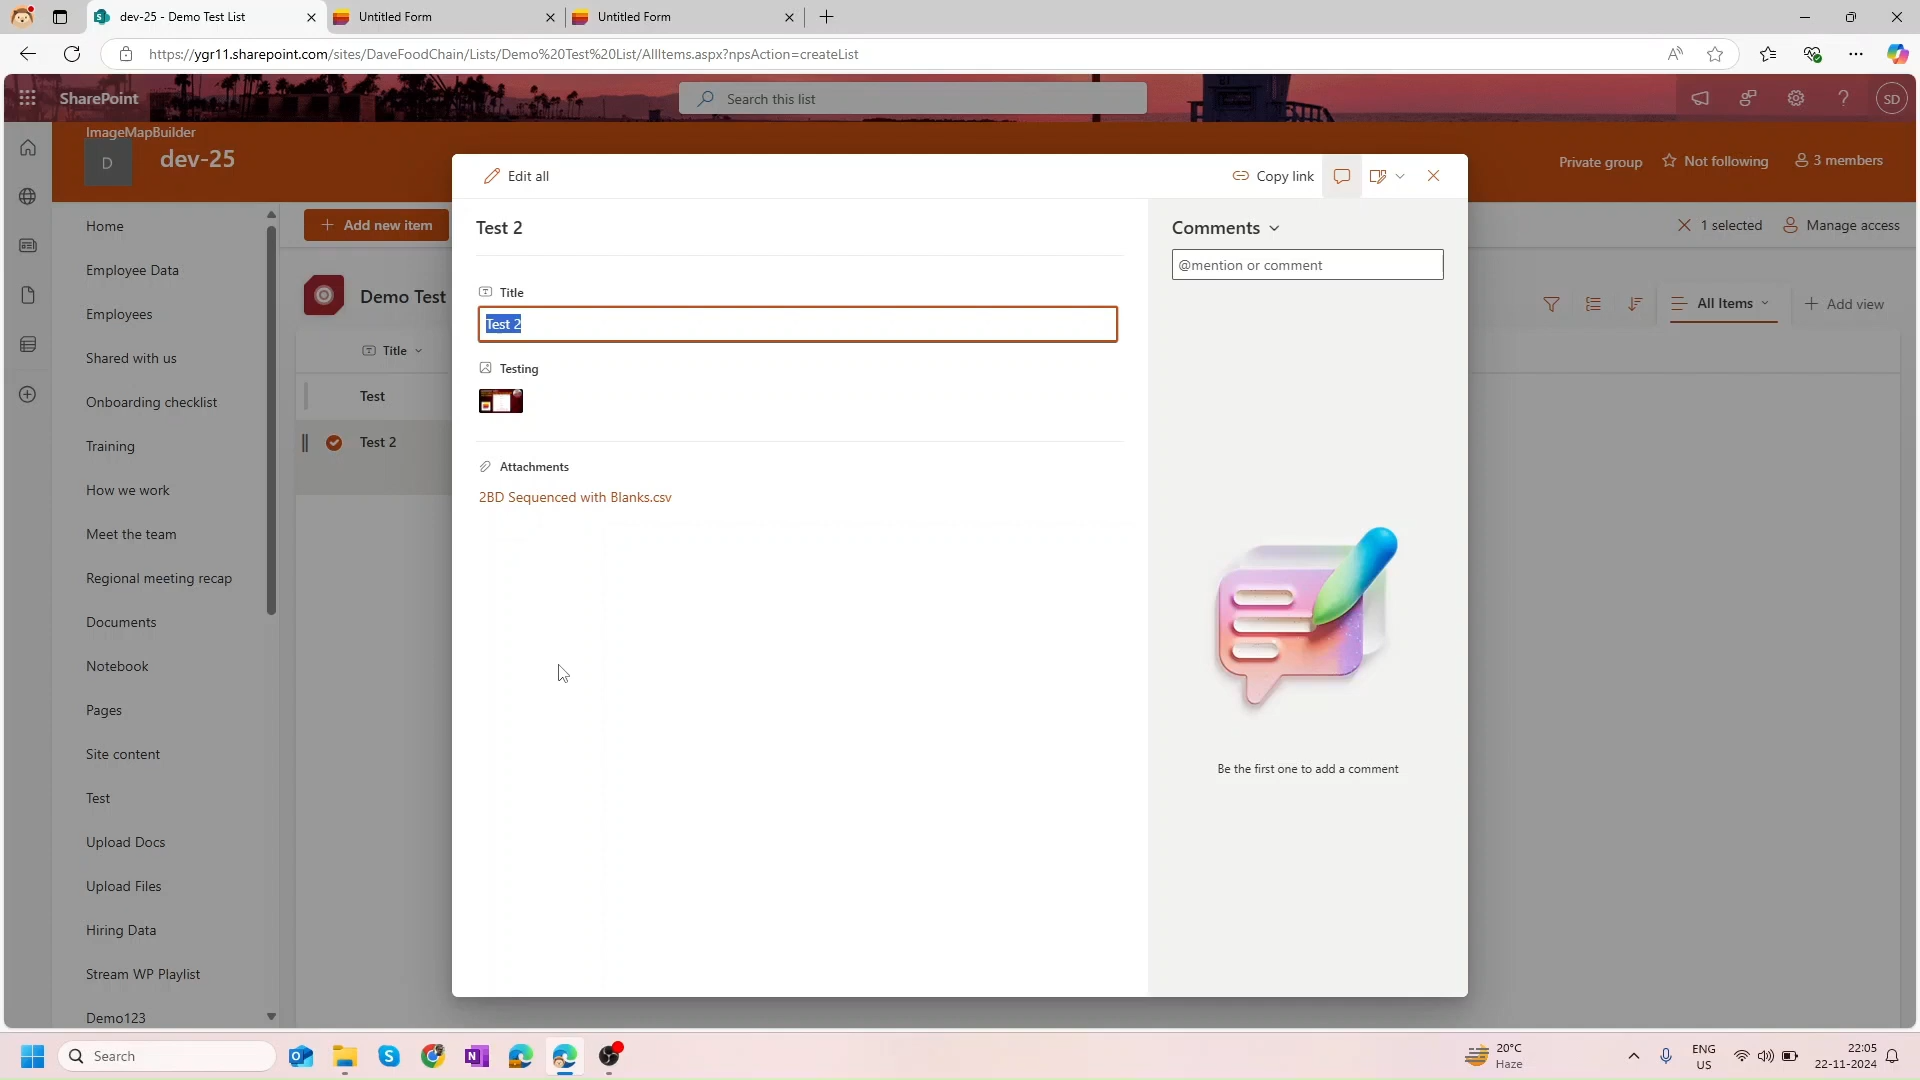 dev-25 - Demo Test List
Untitled Form
Untitled Form
https://ygr11.sharepoint.com/sites/DaveFoodChain/Lists/Demo%20Test%20List/AllItems.aspx?npsAction=createList
SharePoint
Search this list
SD
ImageMapBuilder
D
dev-25
Private group
Not following
3 members
Home
Employee Data
Employees
Shared with us
Onboarding checklist
Training
How we work
Meet the team
Regional meeting recap
Documents
Notebook
Pages
Site content
Test
Upload Docs
Upload Files
Hiring Data
Stream WP Playlist
Demo123
Add new item
1 selected
Manage access
Demo Test
All Items
Add view
Title
Test
Test 2
Edit all
Copy link
Test 2
Title
Test 2
Testing
Attachments
2BD Sequenced with Blanks.csv
Comments
@mention or comment
Be the first one to add a comment
Search
20°C
Haze
ENG
US
22:05
22-11-2024